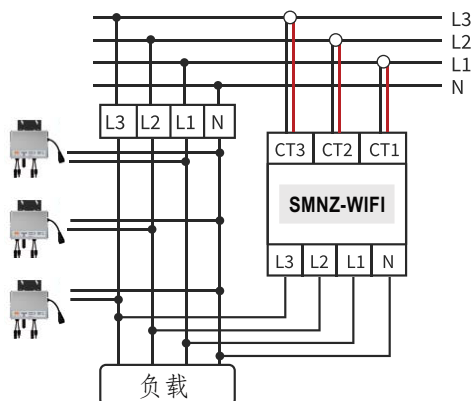 L3
L2
L1
N
L3 L2 L1 N
CT3 CT2 CT1
SMNZ-WIFI
L3 L2 L1 N
负载